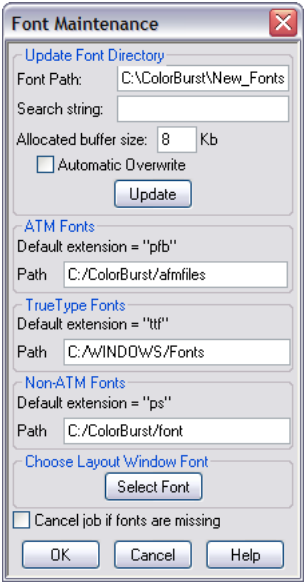 Font Maintenance
Update Font Directory
Font Path: C:\ColorBurst\New_Fonts
Search string:
Allocated buffer size: 8 Kb
Automatic Overwrite
Update
ATM Fonts
Default extension = "pfb"
Path C:/ColorBurst/afmfiles
TrueType Fonts
Default extension = "ttf"
Path C:/WINDOWS/Fonts
Non-ATM Fonts
Default extension = "ps"
Path C:/ColorBurst/font
Choose Layout Window Font
Select Font
Cancel job if fonts are missing
OK Cancel Help